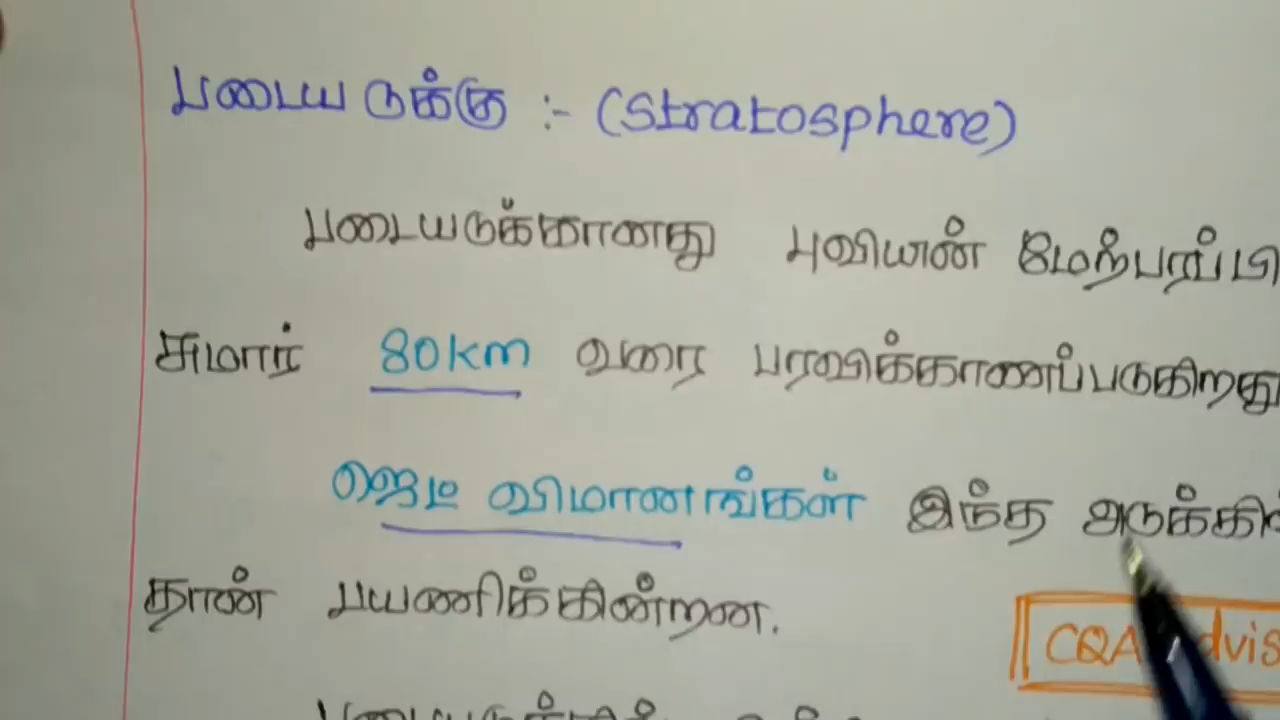 படையடுக்கு :- (Stratosphere)
படையடுக்கானது புவியின் மேற்பரப்பி
சுமார் 80km வரை பரவிக்காணப்படுகிறது
ஜெட் விமானங்கள் இந்த அடுக்கி
தான் பயணிக்கின்றன.
CQA